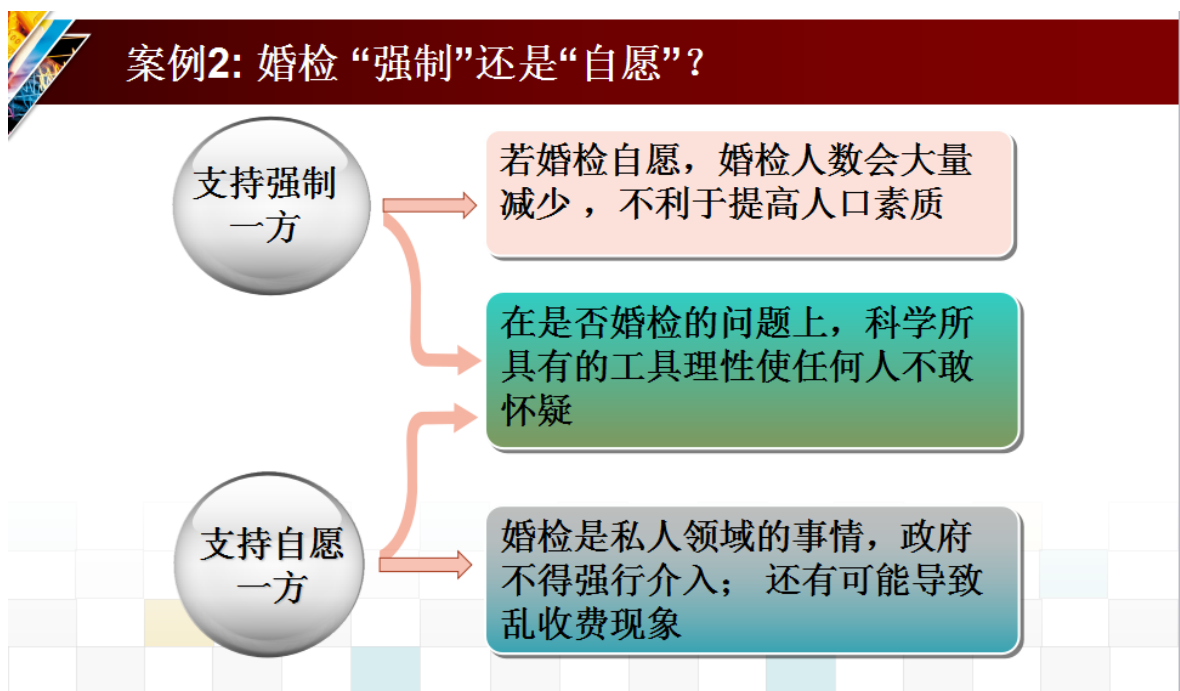 案例2: 婚检 “强制”还是“自愿”?
支持强制
一方
若婚检自愿，婚检人数会大量
减少 ，不利于提高人口素质
在是否婚检的问题上，科学所
具有的工具理性使任何人不敢
怀疑
支持自愿
一方
婚检是私人领域的事情，政府
不得强行介入； 还有可能导致
乱收费现象